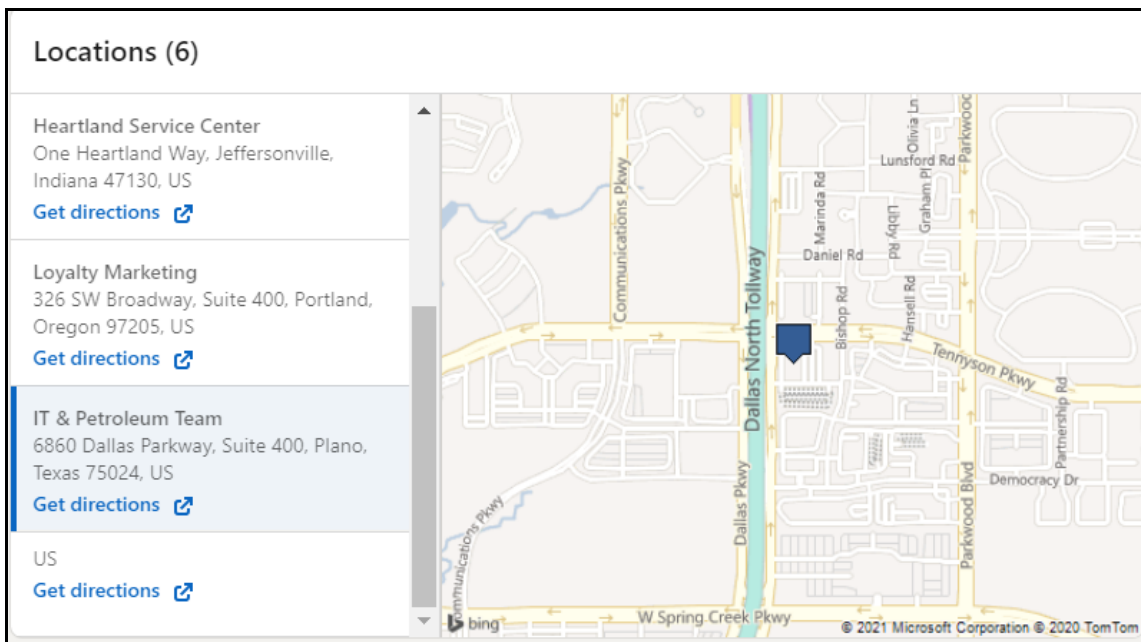 Locations (6)
Heartland Service Center
One Heartland Way, Jeffersonville,
Indiana 47130, US
Get directions
Loyalty Marketing
326 SW Broadway, Suite 400, Portland,
Oregon 97205, US
Get directions
IT & Petroleum Team
6860 Dallas Parkway, Suite 400, Plano,
Texas 75024, US
Get directions
US
Get directions
Communications Pkwy
Dallas North Tollway
Marinda Rd
Daniel Rd
Libby Rd
Graham Pl
Olivia Ln
Lunsford Rd
Parkwood
Bishop Rd
Hansell Rd
Tennyson Pkwy
Partnership Rd
Democracy Dr
Parkwood Blvd
Dallas Pkwy
ommunications Pkwy
W Spring Creek Pkwy
bing
© 2021 Microsoft Corporation © 2020 TomTom